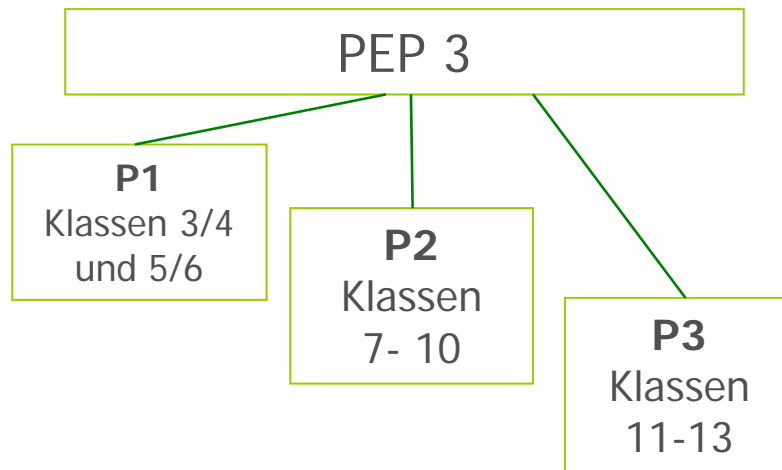 PEP 3
P1
Klassen 3/4
und 5/6
P2
Klassen
7- 10
P3
Klassen
11-13